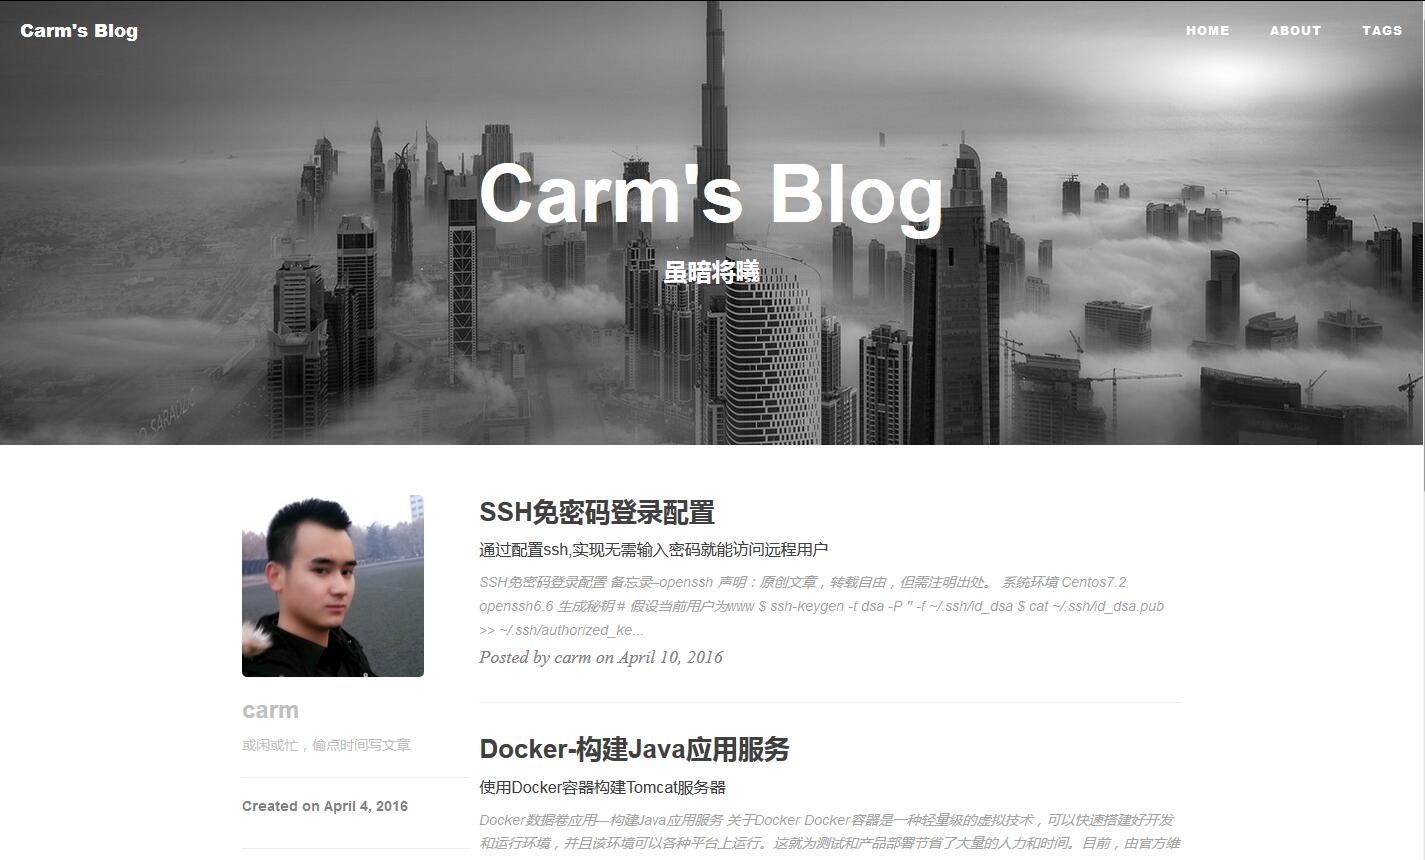 Carm's Blog
HOME ABOUT TAGS
Carm's Blog
虽暗将曦
carm
或闲或忙，偷点时间写文章
Created on April 4, 2016
SSH免密码登录配置
通过配置ssh,实现无需输入密码就能访问远程用户
SSH免密码登录配置 备忘录–openssh 声明：原创文章，转载自由，但需注明出处。 系统环境 Centos7.2
openssh6.6 生成秘钥 # 假设当前用户为www $ ssh-keygen -t dsa -P '' -f ~/.ssh/id_dsa $ cat ~/.ssh/id_dsa.pub
>> ~/.ssh/authorized_ke...
Posted by carm on April 10, 2016
Docker-构建Java应用服务
使用Docker容器构建Tomcat服务器
Docker数据卷应用—构建Java应用服务 关于Docker Docker容器是一种轻量级的虚拟技术，可以快速搭建好开发
和运行环境，并且该环境可以各种平台上运行。这就为测试和产品部署节省了大量的人力和时间。目前，由官方维